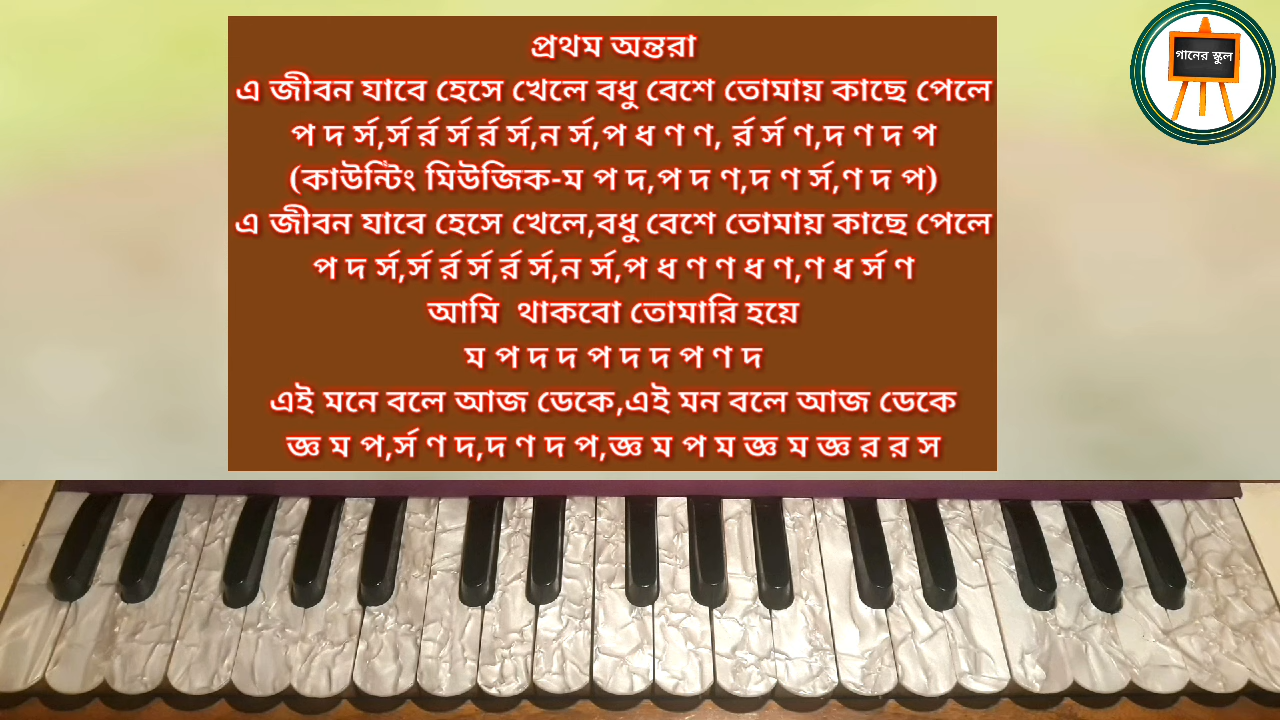 প্রথম অন্তরা
এ জীবন যাবে হেসে খেলে বধু বেশে তোমায় কাছে পেলে
প দ র্স,র্স র্র র্স র্র র্স,ন র্স,প ধ ণ ণ, র্র র্স ণ,দ ণ দ প
(কাউন্টিং মিউজিক-ম প দ,প দ ণ,দ ণ র্স,ণ দ প)
এ জীবন যাবে হেসে খেলে,বধু বেশে তোমায় কাছে পেলে
প দ র্স,র্স র্র র্স র্র র্স,ন র্স,প ধ ণ ণ ধ ণ,ণ ধ র্স ণ
আমি থাকবো তোমারি হয়ে
ম প দ দ প দ দ প ণ দ
এই মনে বলে আজ ডেকে,এই মন বলে আজ ডেকে
জ্ঞ ম প,র্স ণ দ,দ ণ দ প,জ্ঞ ম প ম জ্ঞ ম জ্ঞ র র স
গানের স্কুল